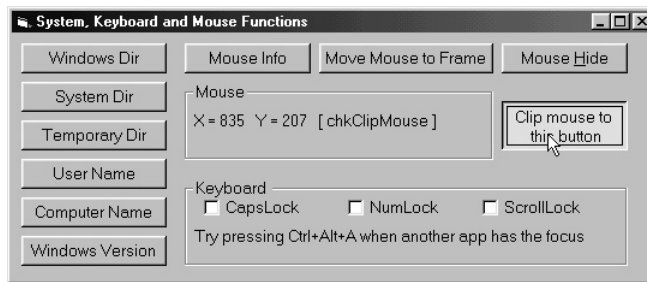 System, Keyboard and Mouse Functions
Windows Dir
Mouse Info
Move Mouse to Frame
Mouse Hide
System Dir
Mouse
X = 835 Y = 207 [ chkClipMouse ]
Clip mouse to
this button
Temporary Dir
User Name
Keyboard
CapsLock
NumLock
ScrollLock
Computer Name
Try pressing Ctrl+Alt+A when another app has the focus
Windows Version